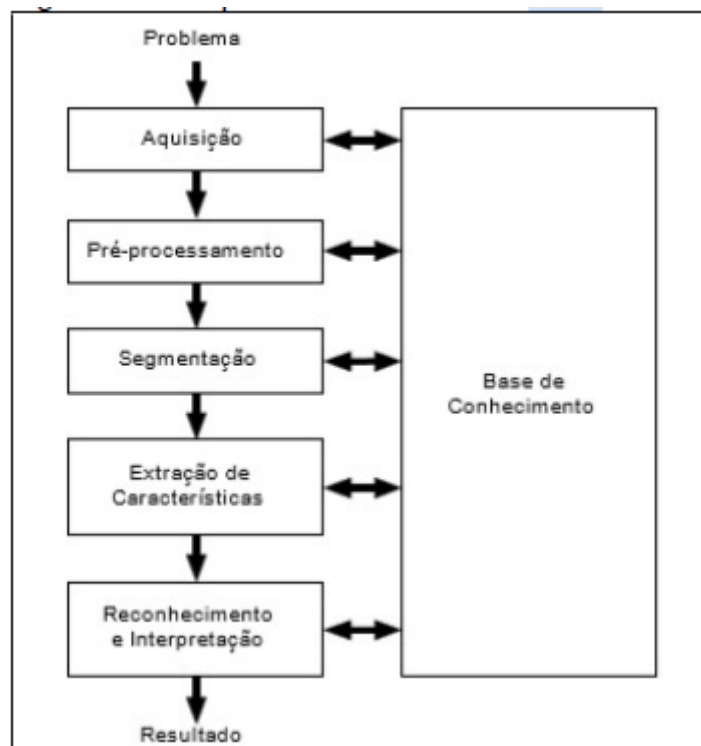 Problema
Aquisição
Pré-processamento
Segmentação
Extração de
Características
Reconhecimento
e Interpretação
Resultado
Base de
Conhecimento